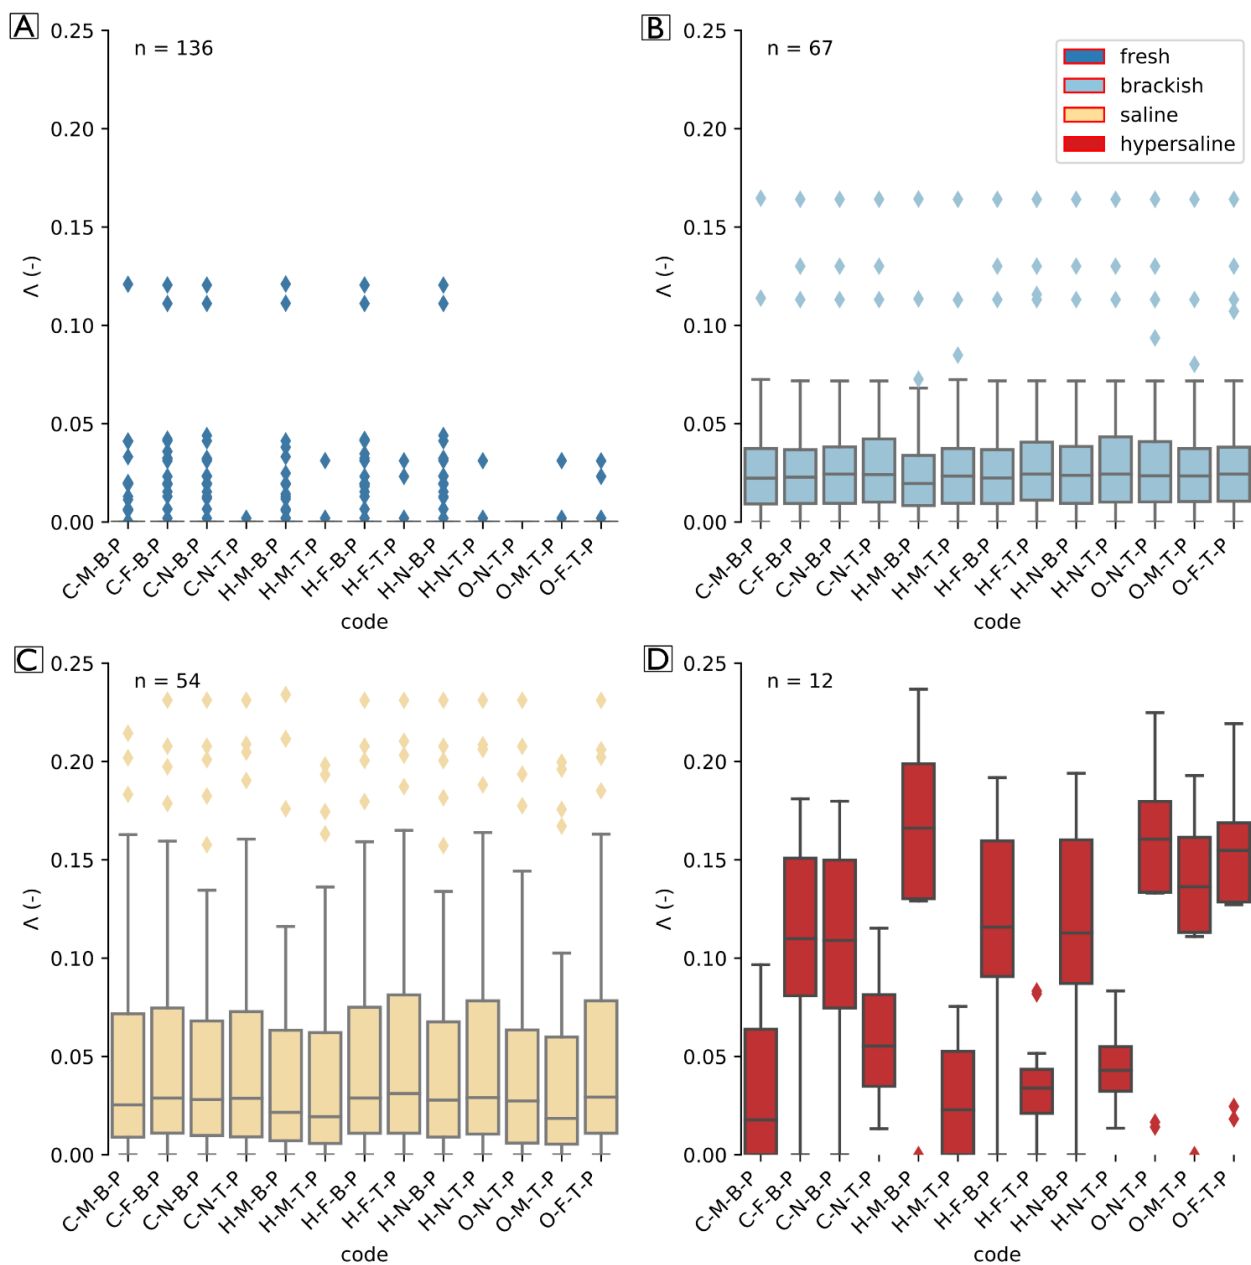 A
n = 136
0.25
0.20
0.15
0.10
0.05
0.00
Λ (-)
C-M-B-P
C-F-B-P
C-N-B-P
C-N-T-P
H-M-B-P
H-M-T-P
H-F-B-P
H-F-T-P
H-N-B-P
H-N-T-P
O-N-T-P
O-M-T-P
O-F-T-P
code
B
n = 67
fresh
brackish
saline
hypersaline
0.25
0.20
0.15
0.10
0.05
0.00
Λ (-)
C-M-B-P
C-F-B-P
C-N-B-P
C-N-T-P
H-M-B-P
H-M-T-P
H-F-B-P
H-F-T-P
H-N-B-P
H-N-T-P
O-N-T-P
O-M-T-P
O-F-T-P
code
C
n = 54
0.25
0.20
0.15
0.10
0.05
0.00
Λ (-)
C-M-B-P
C-F-B-P
C-N-B-P
C-N-T-P
H-M-B-P
H-M-T-P
H-F-B-P
H-F-T-P
H-N-B-P
H-N-T-P
O-N-T-P
O-M-T-P
O-F-T-P
code
D
n = 12
0.25
0.20
0.15
0.10
0.05
0.00
Λ (-)
C-M-B-P
C-F-B-P
C-N-B-P
C-N-T-P
H-M-B-P
H-M-T-P
H-F-B-P
H-F-T-P
H-N-B-P
H-N-T-P
O-N-T-P
O-M-T-P
O-F-T-P
code